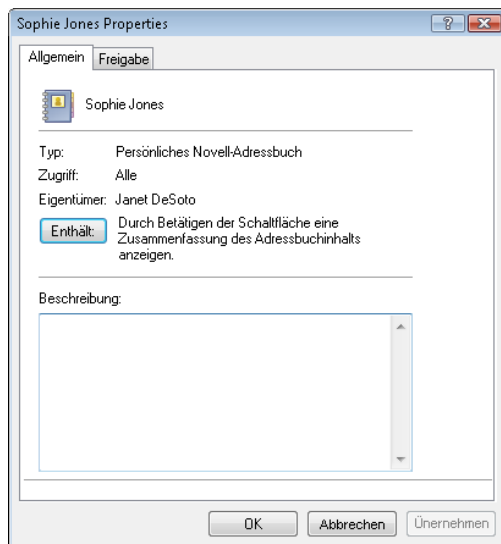 Sophie Jones Properties
Allgemein Freigabe
Sophie Jones
Typ: Persönliches Novell-Adressbuch
Zugriff: Alle
Eigentümer: Janet DeSoto
Enthält: Durch Betätigen der Schaltfläche eine
Zusammenfassung des Adressbuchinhalts
anzeigen.
Beschreibung:
OK Abbrechen Ünernehmen